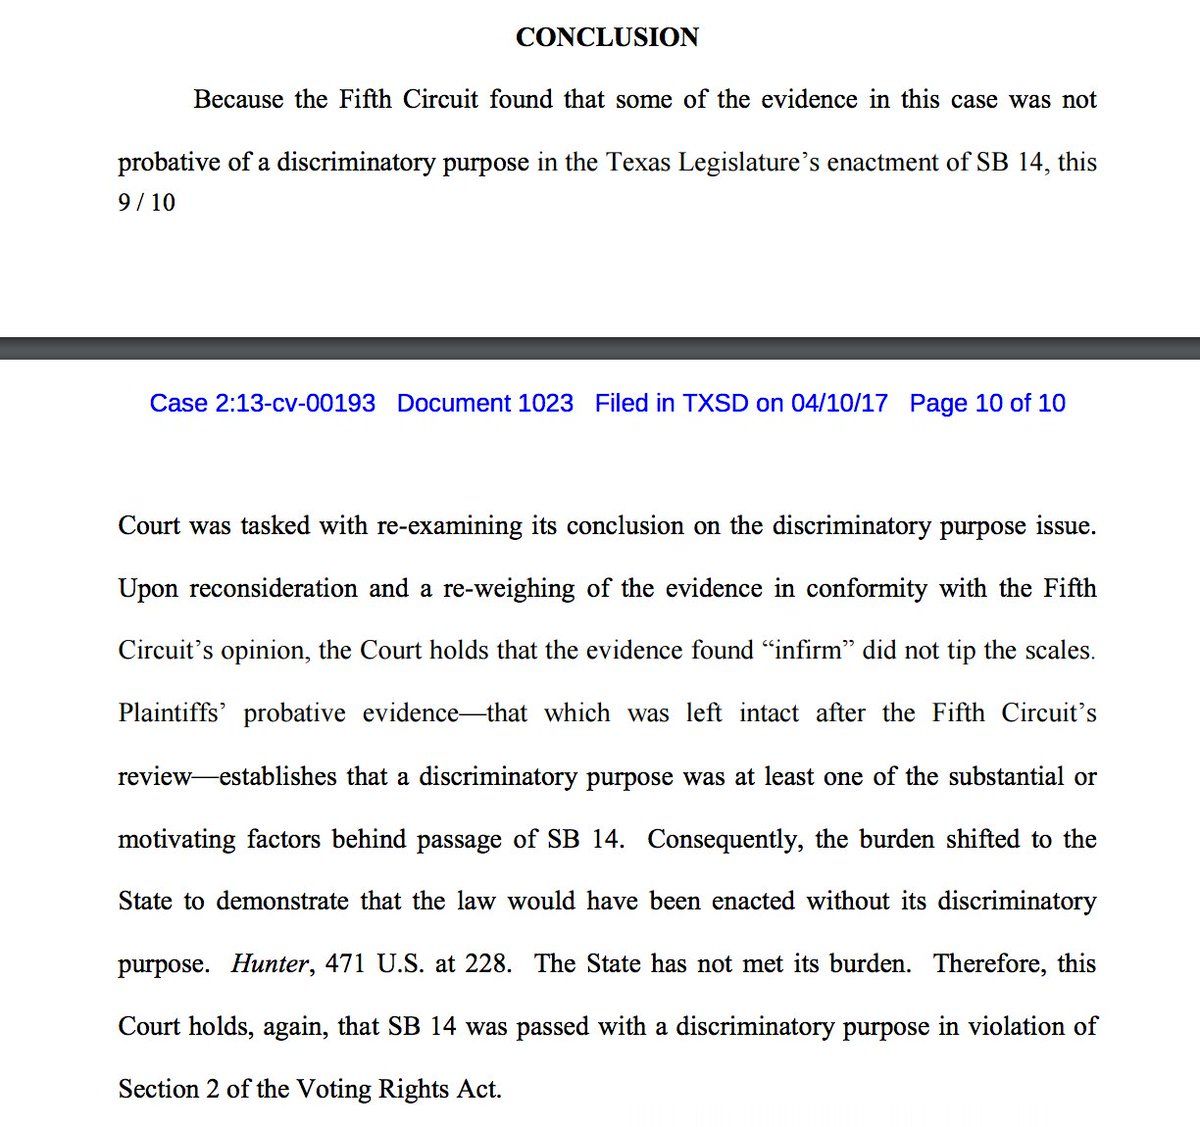 CONCLUSION
Because the Fifth Circuit found that some of the evidence in this case was not
probative of a discriminatory purpose in the Texas Legislature’s enactment of SB 14, this
9 / 10
Case 2:13-cv-00193 Document 1023 Filed in TXSD on 04/10/17 Page 10 of 10
Court was tasked with re-examining its conclusion on the discriminatory purpose issue.
Upon reconsideration and a re-weighing of the evidence in conformity with the Fifth
Circuit’s opinion, the Court holds that the evidence found “infirm” did not tip the scales.
Plaintiffs’ probative evidence—that which was left intact after the Fifth Circuit’s
review—establishes that a discriminatory purpose was at least one of the substantial or
motivating factors behind passage of SB 14. Consequently, the burden shifted to the
State to demonstrate that the law would have been enacted without its discriminatory
purpose. Hunter, 471 U.S. at 228. The State has not met its burden. Therefore, this
Court holds, again, that SB 14 was passed with a discriminatory purpose in violation of
Section 2 of the Voting Rights Act.